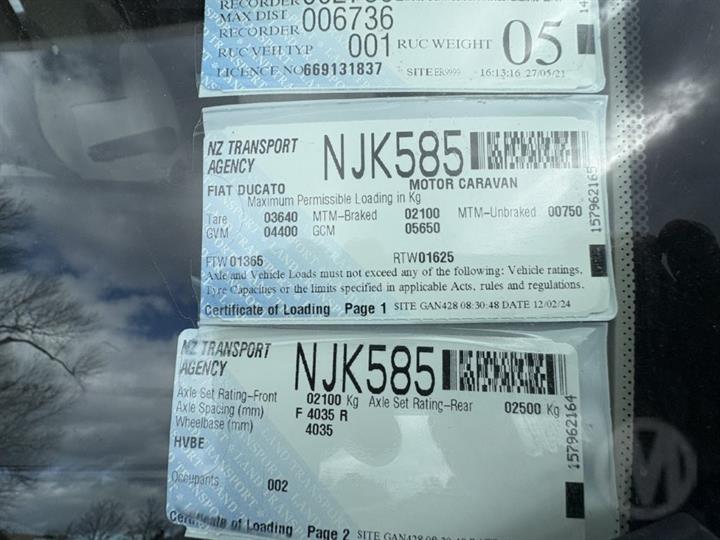 RECORDER
MAX DIST 006736
RECORDER
RUC VEH TYP 001 RUC WEIGHT 05
LICENCE NO 669131837 SITE ER9999 16:13:16 27/05/21
NZ TRANSPORT
AGENCY
NJK585
FIAT DUCATO MOTOR CARAVAN
Maximum Permissible Loading in Kg
Tare 03640 MTM-Braked 02100 MTM-Unbraked 00750
GVM 04400 GCM 05650
FTW 01365 RTW 01625
Axle and Vehicle Loads must not exceed any of the following: Vehicle ratings,
Tyre Capacities or the limits specified in applicable Acts, rules and regulations.
Certificate of Loading Page 1 SITE GAN428 08:30:48 DATE 12/02/24
157962165
NZ TRANSPORT
AGENCY
NJK585
Axle Set Rating-Front 02100 Kg Axle Set Rating-Rear 02500 Kg
Axle Spacing (mm) F 4035 R
Wheelbase (mm) 4035
HVBE
Occupants 002
Certificate of Loading Page 2 SITE GAN428 08:30:48
157962164
M